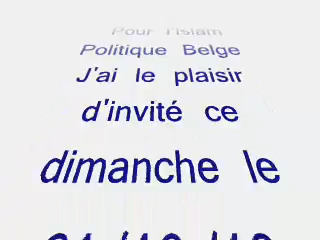 Pour l'islam
Politique Belge
J'ai le plaisir
d'invité ce
dimanche le